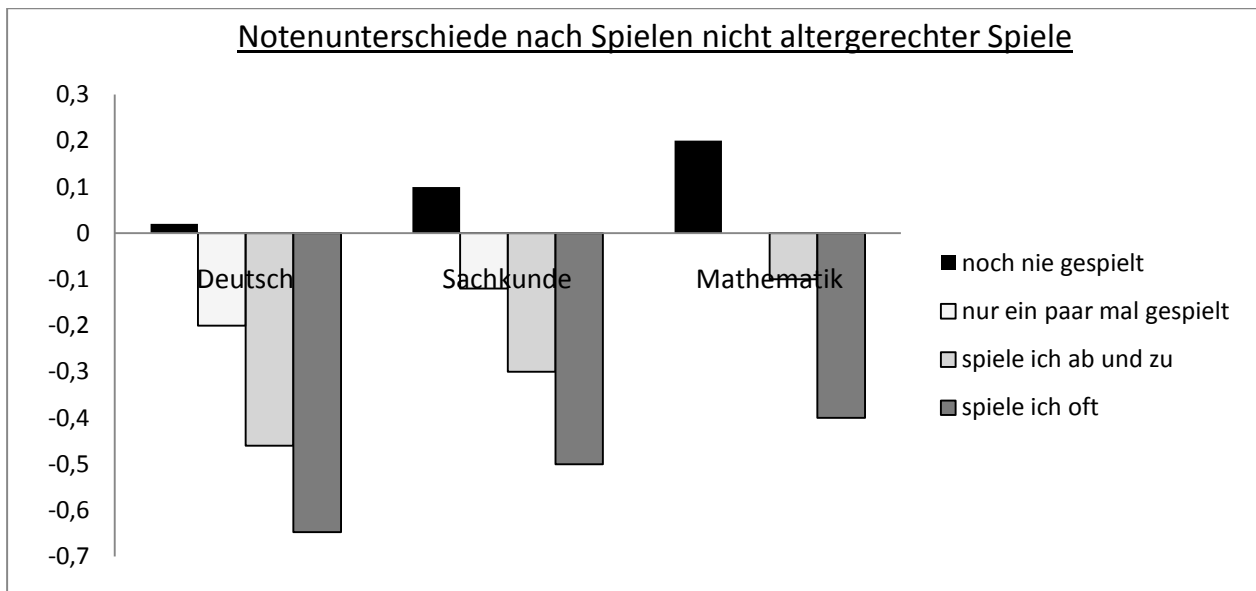 Notenunterschiede nach Spielen nicht altergerechter Spiele
0,3
0,2
0,1
0
-0,1
-0,2
-0,3
-0,4
-0,5
-0,6
-0,7
Deutsch
Sachkunde
Mathematik
noch nie gespielt
nur ein paar mal gespielt
spiele ich ab und zu
spiele ich oft